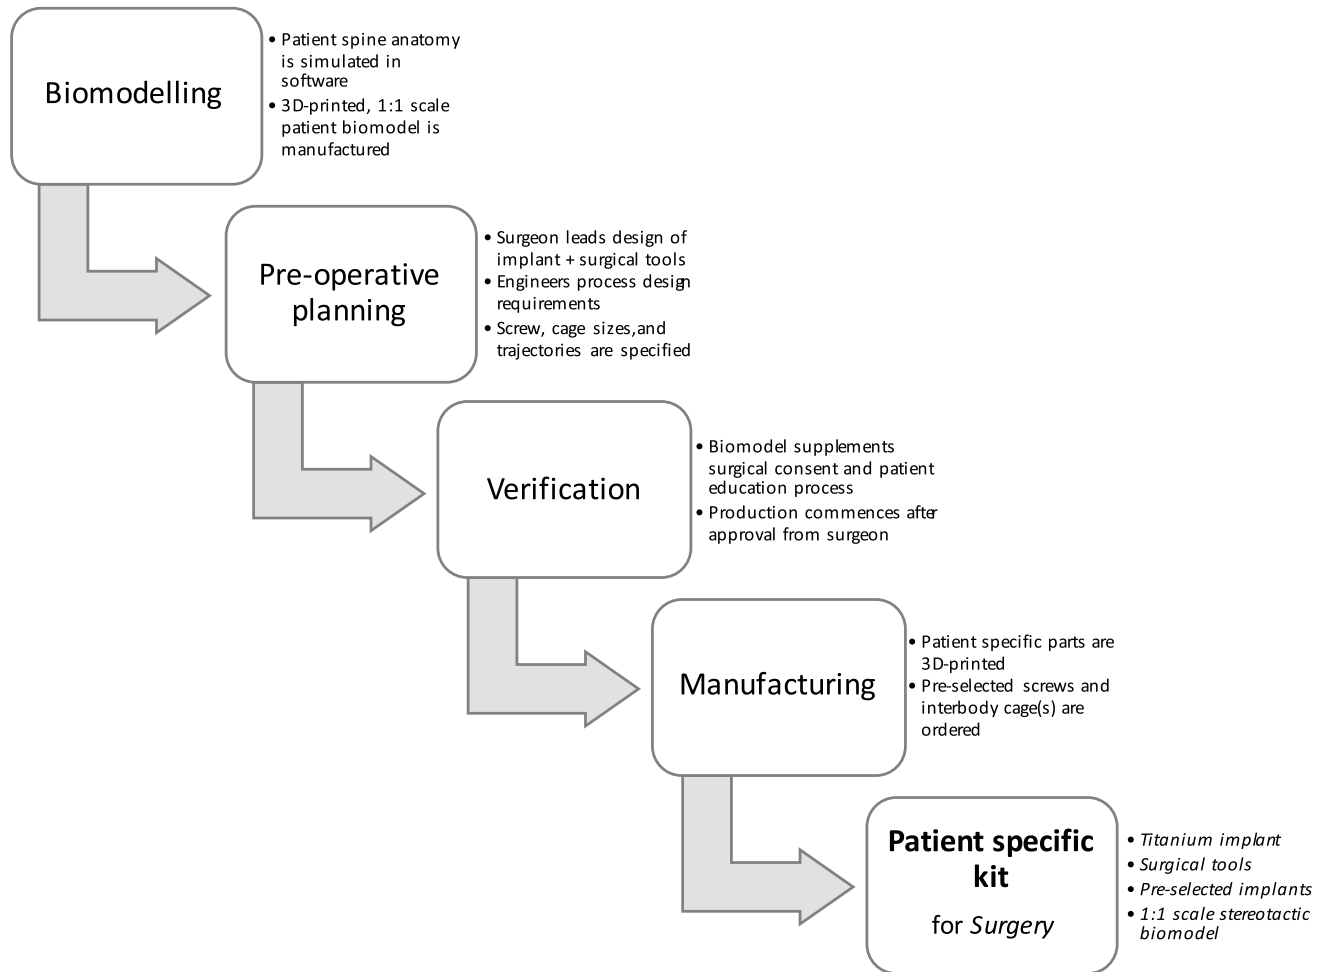 Biomodelling
• Patient spine anatomy
is simulated in
software
• 3D-printed, 1:1 scale
patient biomodel is
manufactured
Pre-operative
planning
• Surgeon leads design of
implant + surgical tools
• Engineers process design
requirements
• Screw, cage sizes,and
trajectories are specified
Verification
• Biomodel supplements
surgical consent and patient
education process
• Production commences after
approval from surgeon
Manufacturing
• Patient specific parts are
3D-printed
• Pre-selected screws and
interbody cage(s) are
ordered
Patient specific
kit
for Surgery
• Titanium implant
• Surgical tools
• Pre-selected implants
• 1:1 scale stereotactic
biomodel